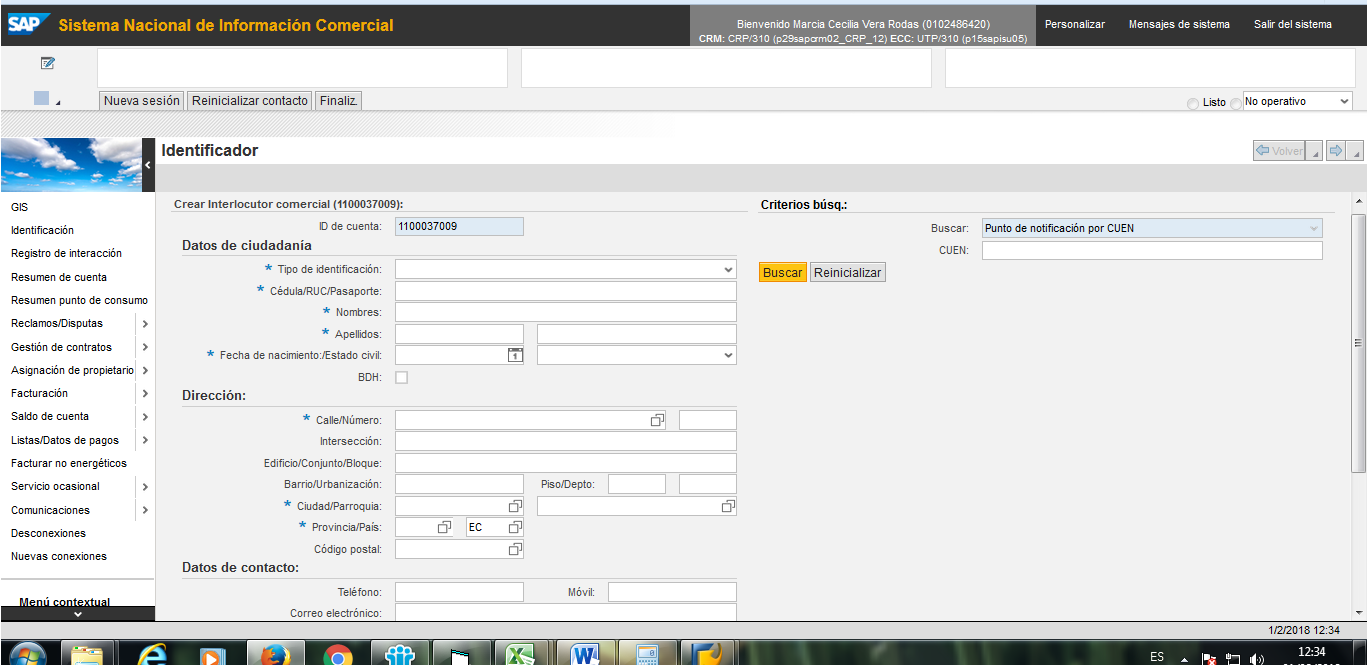 SAP Sistema Nacional de Información Comercial
Bienvenido Marcia Cecilia Vera Rodas (0102486420)
CRM: CRP/310 (p29sapcrm02_CRP_12) ECC: UTP/310 (p15sapisu05)
Personalizar Mensajes de sistema Salir del sistema
Nueva sesión Reinicializar contacto Finaliz.
Listo No operativo
Identificador
Volver
GIS
Identificación
Registro de interacción
Resumen de cuenta
Resumen punto de consumo
Reclamos/Disputas
Gestión de contratos
Asignación de propietario
Facturación
Saldo de cuenta
Listas/Datos de pagos
Facturar no energéticos
Servicio ocasional
Comunicaciones
Desconexiones
Nuevas conexiones
Menú contextual
Crear Interlocutor comercial (1100037009):
ID de cuenta: 1100037009
Datos de ciudadanía
* Tipo de identificación:
* Cédula/RUC/Pasaporte:
* Nombres:
* Apellidos:
* Fecha de nacimiento:/Estado civil: 1
BDH:
Dirección:
* Calle/Número:
Intersección:
Edificio/Conjunto/Bloque:
Barrio/Urbanización: Piso/Depto:
* Ciudad/Parroquia:
* Provincia/País: EC
Código postal:
Datos de contacto:
Teléfono: Móvil:
Correo electrónico:
Criterios búsq.:
Buscar: Punto de notificación por CUEN
CUEN:
Buscar Reinicializar
1/2/2018 12:34
ES 12:34